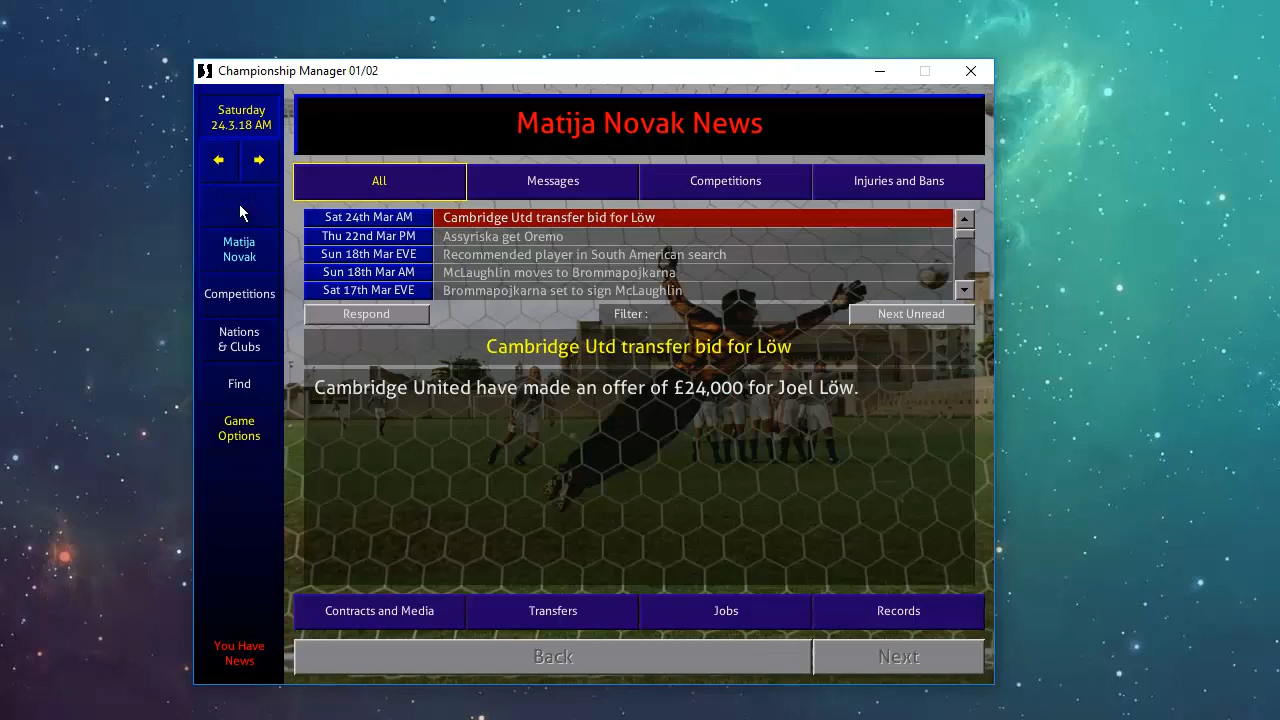 Championship Manager 01/02
Saturday
24.3.18 AM
Matija
Novak
Competitions
Nations
& Clubs
Find
Game
Options
You Have
News
Matija Novak News
All
Messages
Competitions
Injuries and Bans
Sat 24th Mar AM Cambridge Utd transfer bid for Löw
Thu 22nd Mar PM Assyriska get Oremo
Sun 18th Mar EVE Recommended player in South American search
Sun 18th Mar AM McLaughlin moves to Brommapojkarna
Sat 17th Mar EVE Brommapojkarna set to sign McLaughlin
Respond
Filter :
Next Unread
Cambridge Utd transfer bid for Löw
Cambridge United have made an offer of £24,000 for Joel Löw.
Contracts and Media
Transfers
Jobs
Records
Back
Next